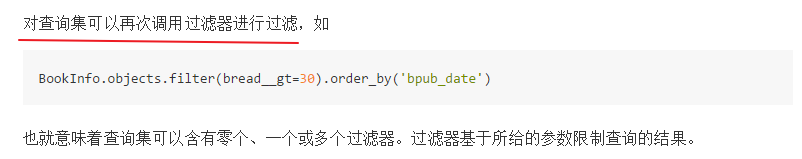 对查询集可以再次调用过滤器进行过滤，如
BookInfo.objects.filter(bread__gt=30).order_by('bpub_date')
也就意味着查询集可以含有零个、一个或多个过滤器。过滤器基于所给的参数限制查询的结果。